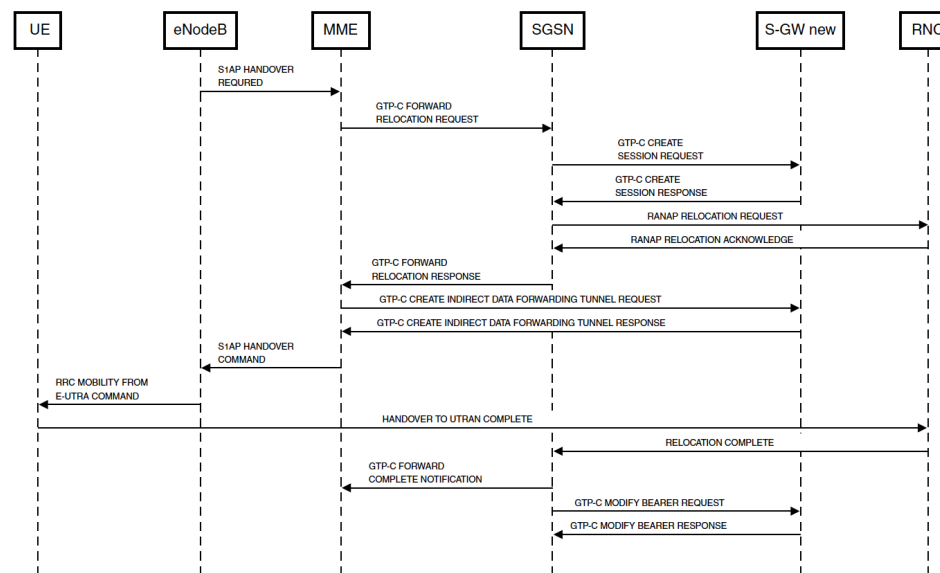 UE
eNodeB
MME
SGSN
S-GW new
RNC
S1AP HANDOVER
REQURED
GTP-C FORWARD
RELOCATION REQUEST
GTP-C CREATE
SESSION REQUEST
GTP-C CREATE
SESSION RESPONSE
RANAP RELOCATION REQUEST
RANAP RELOCATION ACKNOWLEDGE
GTP-C FORWARD
RELOCATION RESPONSE
GTP-C CREATE INDIRECT DATA FORWARDING TUNNEL REQUEST
GTP-C CREATE INDIRECT DATA FORWARDING TUNNEL RESPONSE
S1AP HANDOVER
COMMAND
RRC MOBILITY FROM
E-UTRA COMMAND
HANDOVER TO UTRAN COMPLETE
RELOCATION COMPLETE
GTP-C FORWARD
COMPLETE NOTIFICATION
GTP-C MODIFY BEARER REQUEST
GTP-C MODIFY BEARER RESPONSE